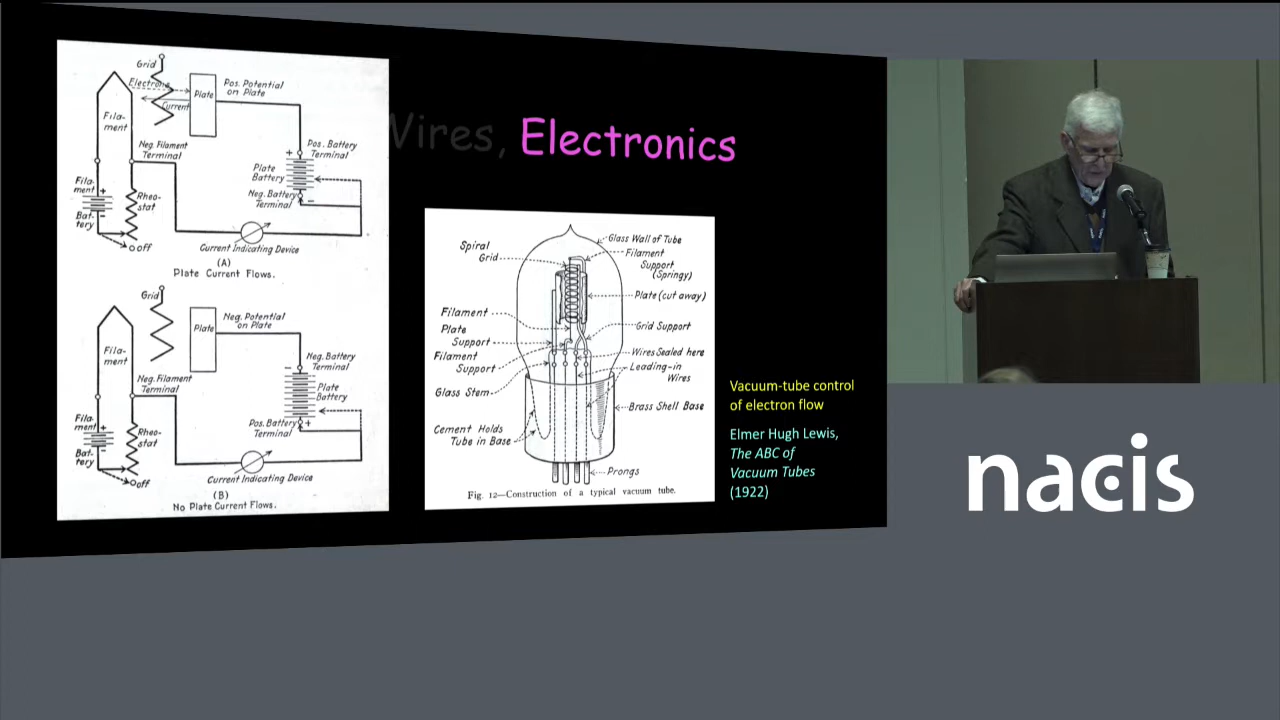 Wires, Electronics
Grid
Electrons
Current
Plate
Pos. Potential
on Plate
Fila-
ment
Neg. Filament
Terminal
Pos. Battery
Terminal
+
Plate
Battery
Neg. Battery
Terminal
-
Fila-
ment
Bat-
tery
+
-
Rheo-
stat
off
Current Indicating Device
(A)
Plate Current Flows.
Grid
Plate
Neg. Potential
on Plate
Fila-
ment
Neg. Filament
Terminal
Neg. Battery
Terminal
-
Plate
Battery
Pos. Battery
Terminal
+
Fila-
ment
Bat-
tery
+
-
Rheo-
stat
off
Current Indicating Device
(B)
No Plate Current Flows.
Spiral
Grid
Glass Wall of Tube
Filament
Support
(Springy)
Plate (cut away)
Filament
Plate
Support
Grid Support
Filament
Support
Wires Sealed here
Leading-in
Wires
Glass Stem
Brass Shell Base
Cement Holds
Tube in Base
Prongs
Fig. 12—Construction of a typical vacuum tube.
Vacuum-tube control
of electron flow
Elmer Hugh Lewis,
The ABC of
Vacuum Tubes
(1922)
nacis